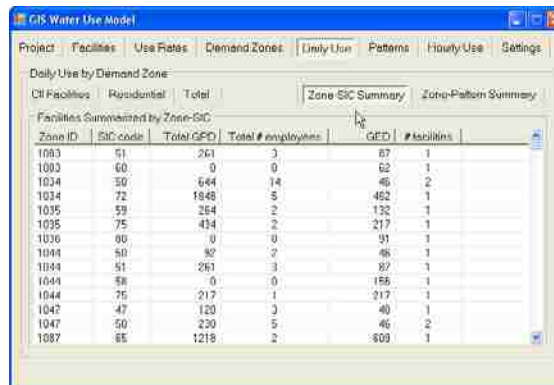 GIS Water Use Model
Project Facilities Use Rates Demand Zones Daily Use Patterns Hourly Use Settings
Daily Use by Demand Zone
CII Facilities Residential Total Zone-SIC Summary Zone-Pattern Summary
Facilities Summarized by Zone-SIC
Zone ID SIC code Total GPD Total # employees GED # facilities
1083 51 261 3 87 1
1083 60 0 0 62 1
1034 50 644 14 46 2
1034 72 1848 5 462 1
1035 59 264 2 132 1
1035 75 434 2 217 1
1036 80 0 0 91 1
1044 50 92 2 46 1
1044 51 261 3 87 1
1044 58 0 0 156 1
1044 75 217 1 217 1
1047 47 120 3 40 1
1047 50 230 5 46 2
1087 65 1218 2 609 1